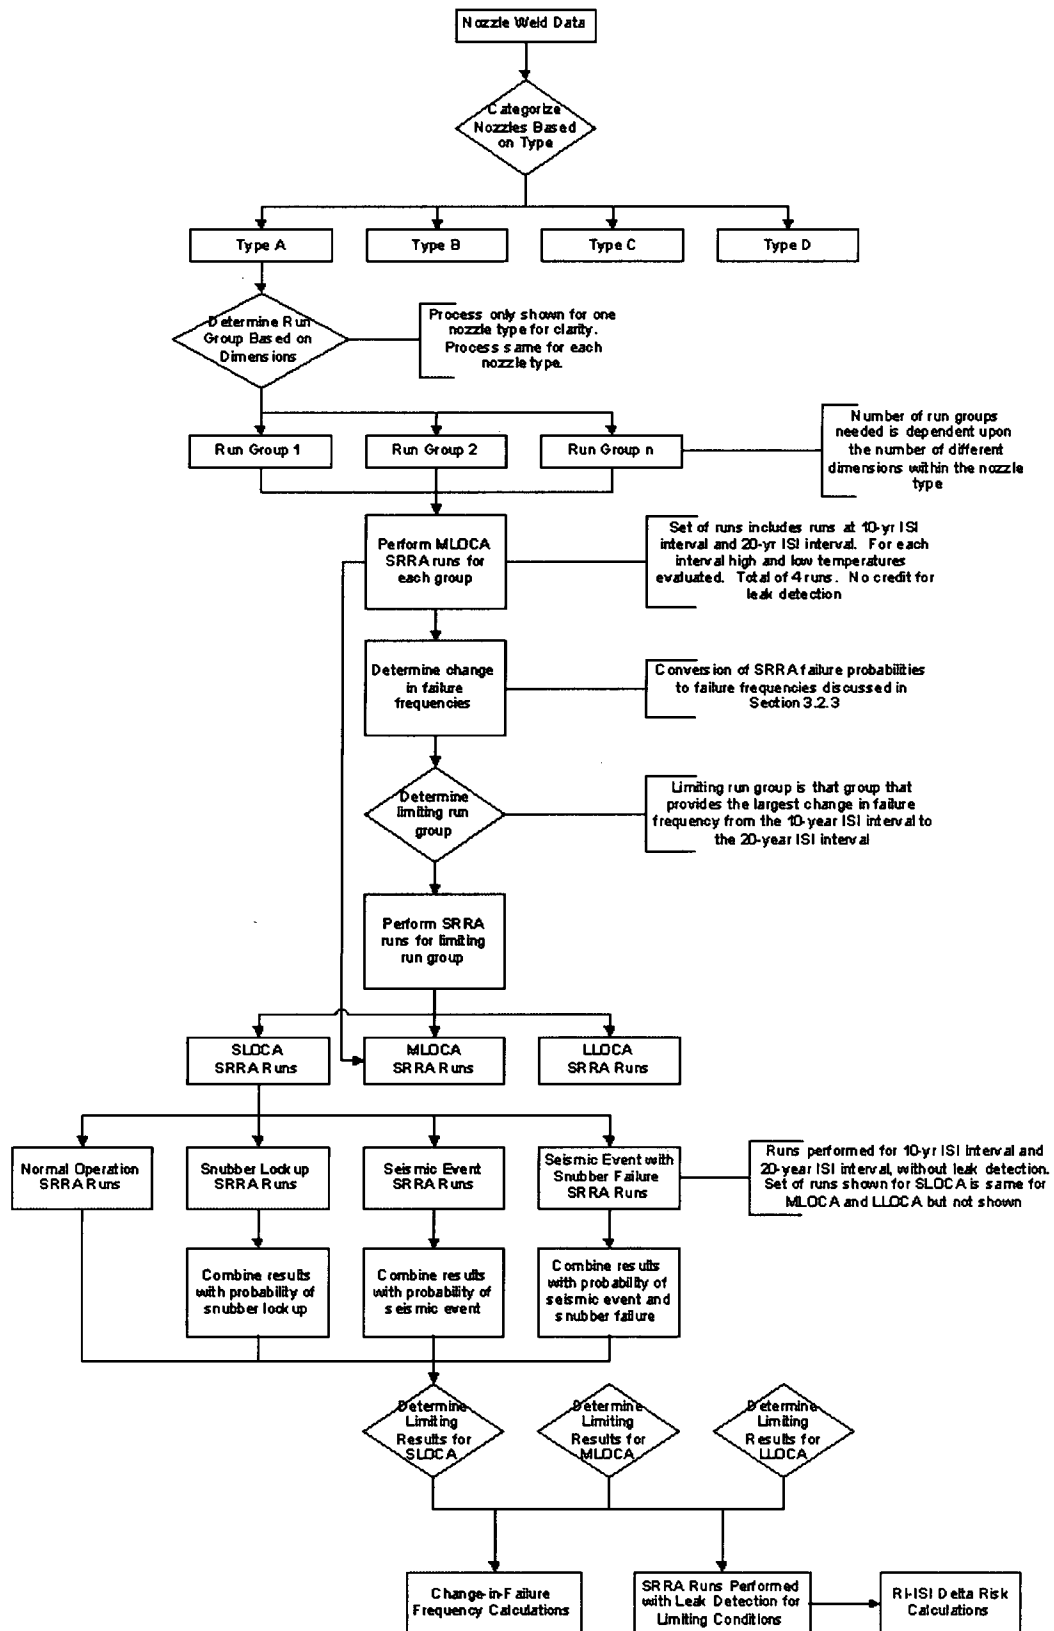 Nozzle Weld Data
Categorize
Nozzles Based
on Type
Type A
Type B
Type C
Type D
Determine Run
Group Based on
Dimensions
Process only shown for one
nozzle type for clarity.
Process same for each
nozzle type.
Run Group 1
Run Group 2
Run Group n
Number of run groups
needed is dependent upon
the number of different
dimensions within the nozzle
type
Perform MLOCA
SRRA runs for
each group
Set of runs includes runs at 10-yr ISI
interval and 20-yr ISI interval. For each
interval high and low temperatures
evaluated. Total of 4 runs. No credit for
leak detection
Determine change
in failure
frequencies
Conversion of SRRA failure probabilities
to failure frequencies discussed in
Section 3.2.3
Determine
limiting run
group
Limiting run group is that group that
provides the largest change in failure
frequency from the 10-year ISI interval to
the 20-year ISI interval
Perform SRRA
runs for limiting
run group
SLOCA
SRRA Runs
MLOCA
SRRA Runs
LLOCA
SRRA Runs
Normal Operation
SRRA Runs
Snubber Lockup
SRRA Runs
Seismic Event
SRRA Runs
Seismic Event with
Snubber Failure
SRRA Runs
Runs performed for 10-yr ISI Interval and
20-year ISI interval, without leak detection.
Set of runs shown for SLOCA is same for
MLOCA and LLOCA but not shown
Combine results
with probability of
snubber lockup
Combine results
with probability of
seismic event
Combine results
with probability of
seismic event and
snubber failure
Determine
Limiting
Results for
SLOCA
Determine
Limiting
Results for
MLOCA
Determine
Limiting
Results for
LLOCA
Change-in-Failure
Frequency Calculations
SRRA Runs Performed
with Leak Detection for
Limiting Conditions
RI-ISI Delta Risk
Calculations